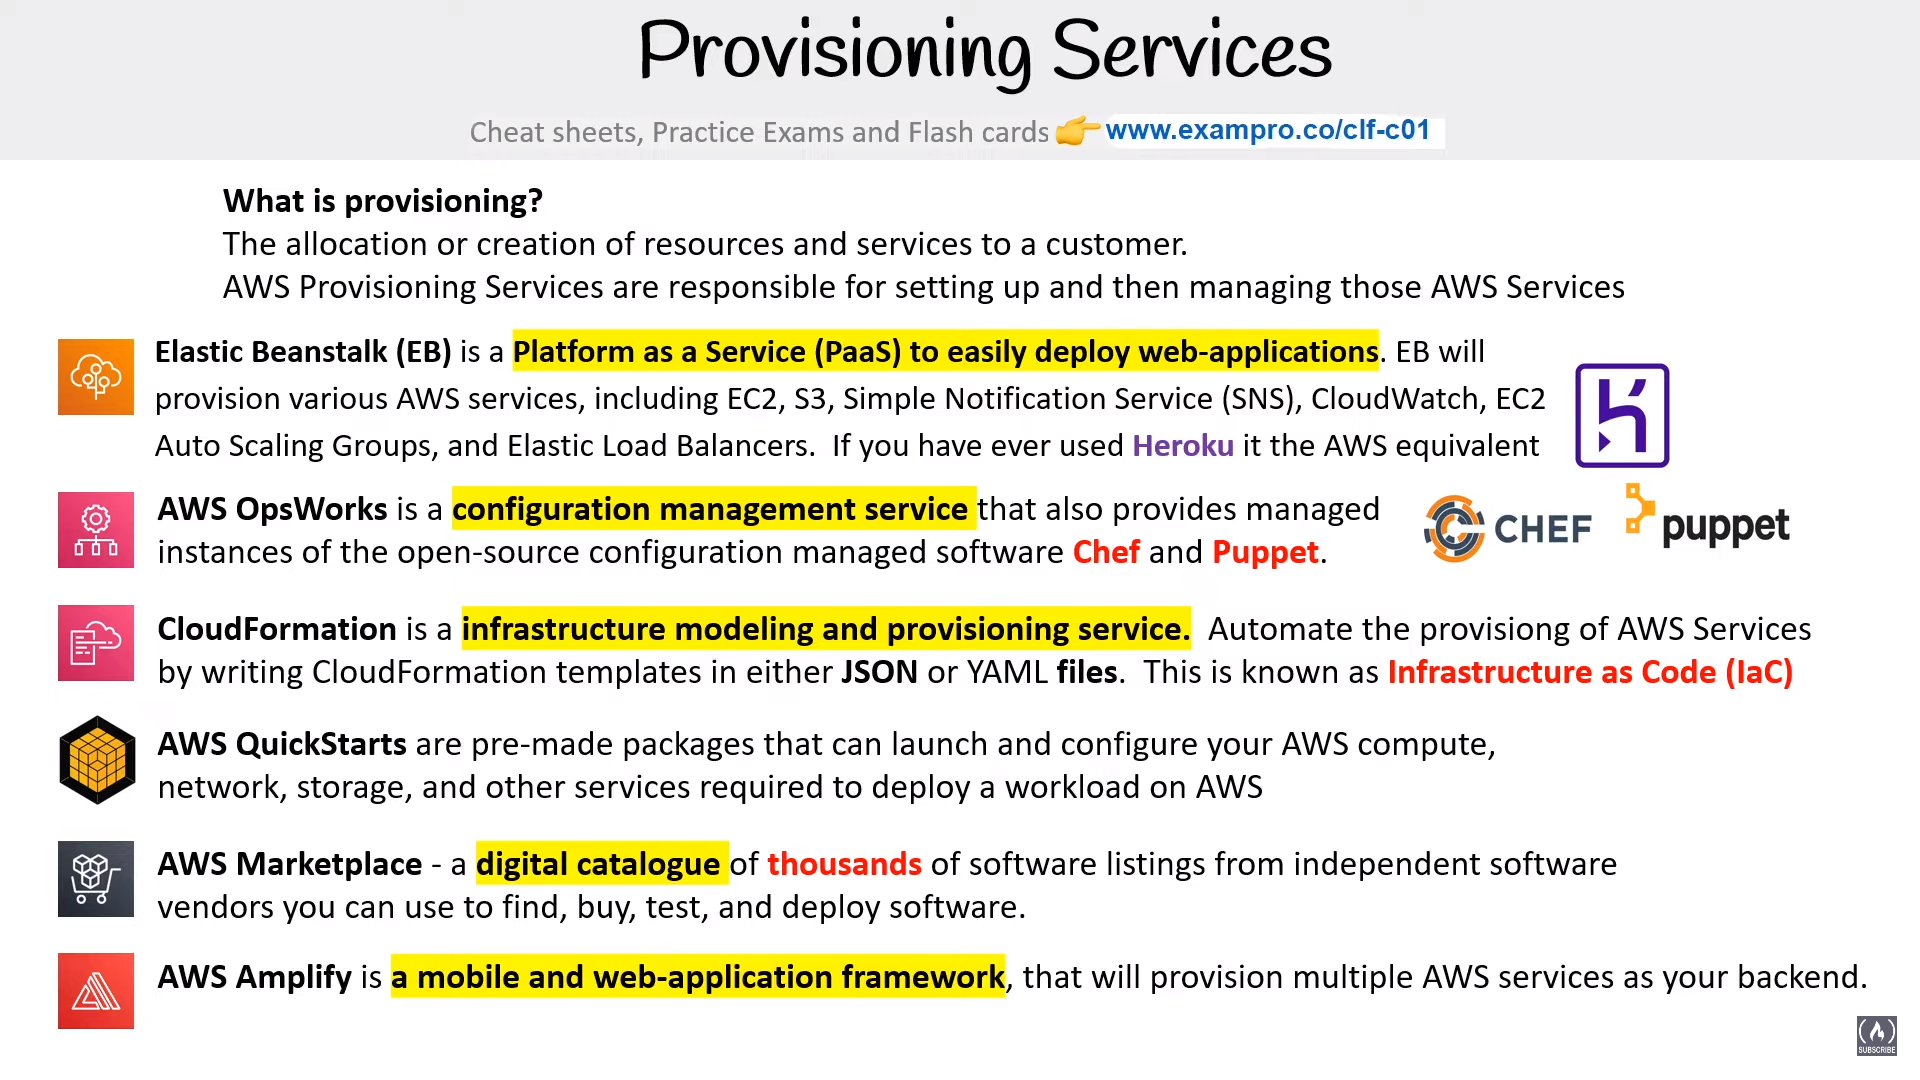 Provisioning Services
Cheat sheets, Practice Exams and Flash cards 👉 www.exampro.co/clf-c01
What is provisioning?
The allocation or creation of resources and services to a customer.
AWS Provisioning Services are responsible for setting up and then managing those AWS Services
Elastic Beanstalk (EB) is a Platform as a Service (PaaS) to easily deploy web-applications. EB will
provision various AWS services, including EC2, S3, Simple Notification Service (SNS), CloudWatch, EC2
Auto Scaling Groups, and Elastic Load Balancers. If you have ever used Heroku it the AWS equivalent
AWS OpsWorks is a configuration management service that also provides managed
instances of the open-source configuration managed software Chef and Puppet.
CHEF
puppet
CloudFormation is a infrastructure modeling and provisioning service. Automate the provisiong of AWS Services
by writing CloudFormation templates in either JSON or YAML files. This is known as Infrastructure as Code (IaC)
AWS QuickStarts are pre-made packages that can launch and configure your AWS compute,
network, storage, and other services required to deploy a workload on AWS
AWS Marketplace - a digital catalogue of thousands of software listings from independent software
vendors you can use to find, buy, test, and deploy software.
AWS Amplify is a mobile and web-application framework, that will provision multiple AWS services as your backend.
SUBSCRIBE